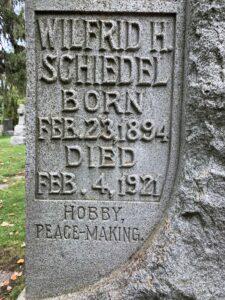 WILFRID H.
SCHIEDEL
BORN
FEB. 23, 1894
DIED
FEB. 4, 1921
HOBBY,
PEACE-MAKING.